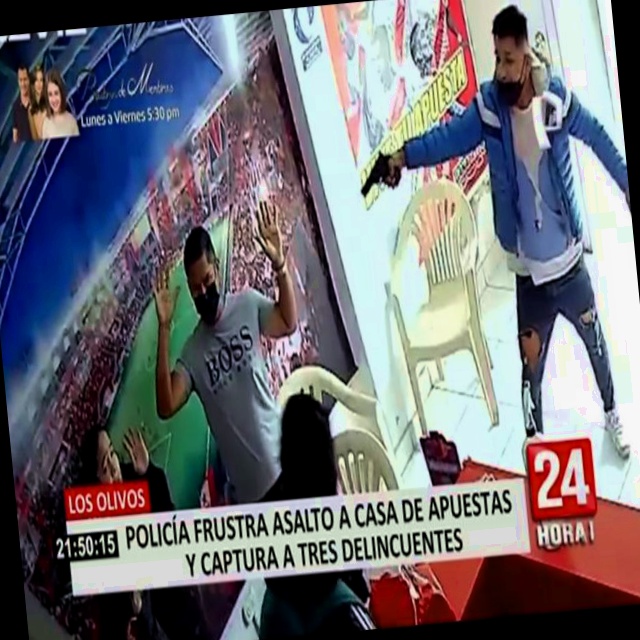 Lunes a Viernes 5:30 pm
APUESTA
BOSS
LOS OLIVOS
21:50:15
POLICÍA FRUSTRA ASALTO A CASA DE APUESTAS
Y CAPTURA A TRES DELINCUENTES
24
HORA